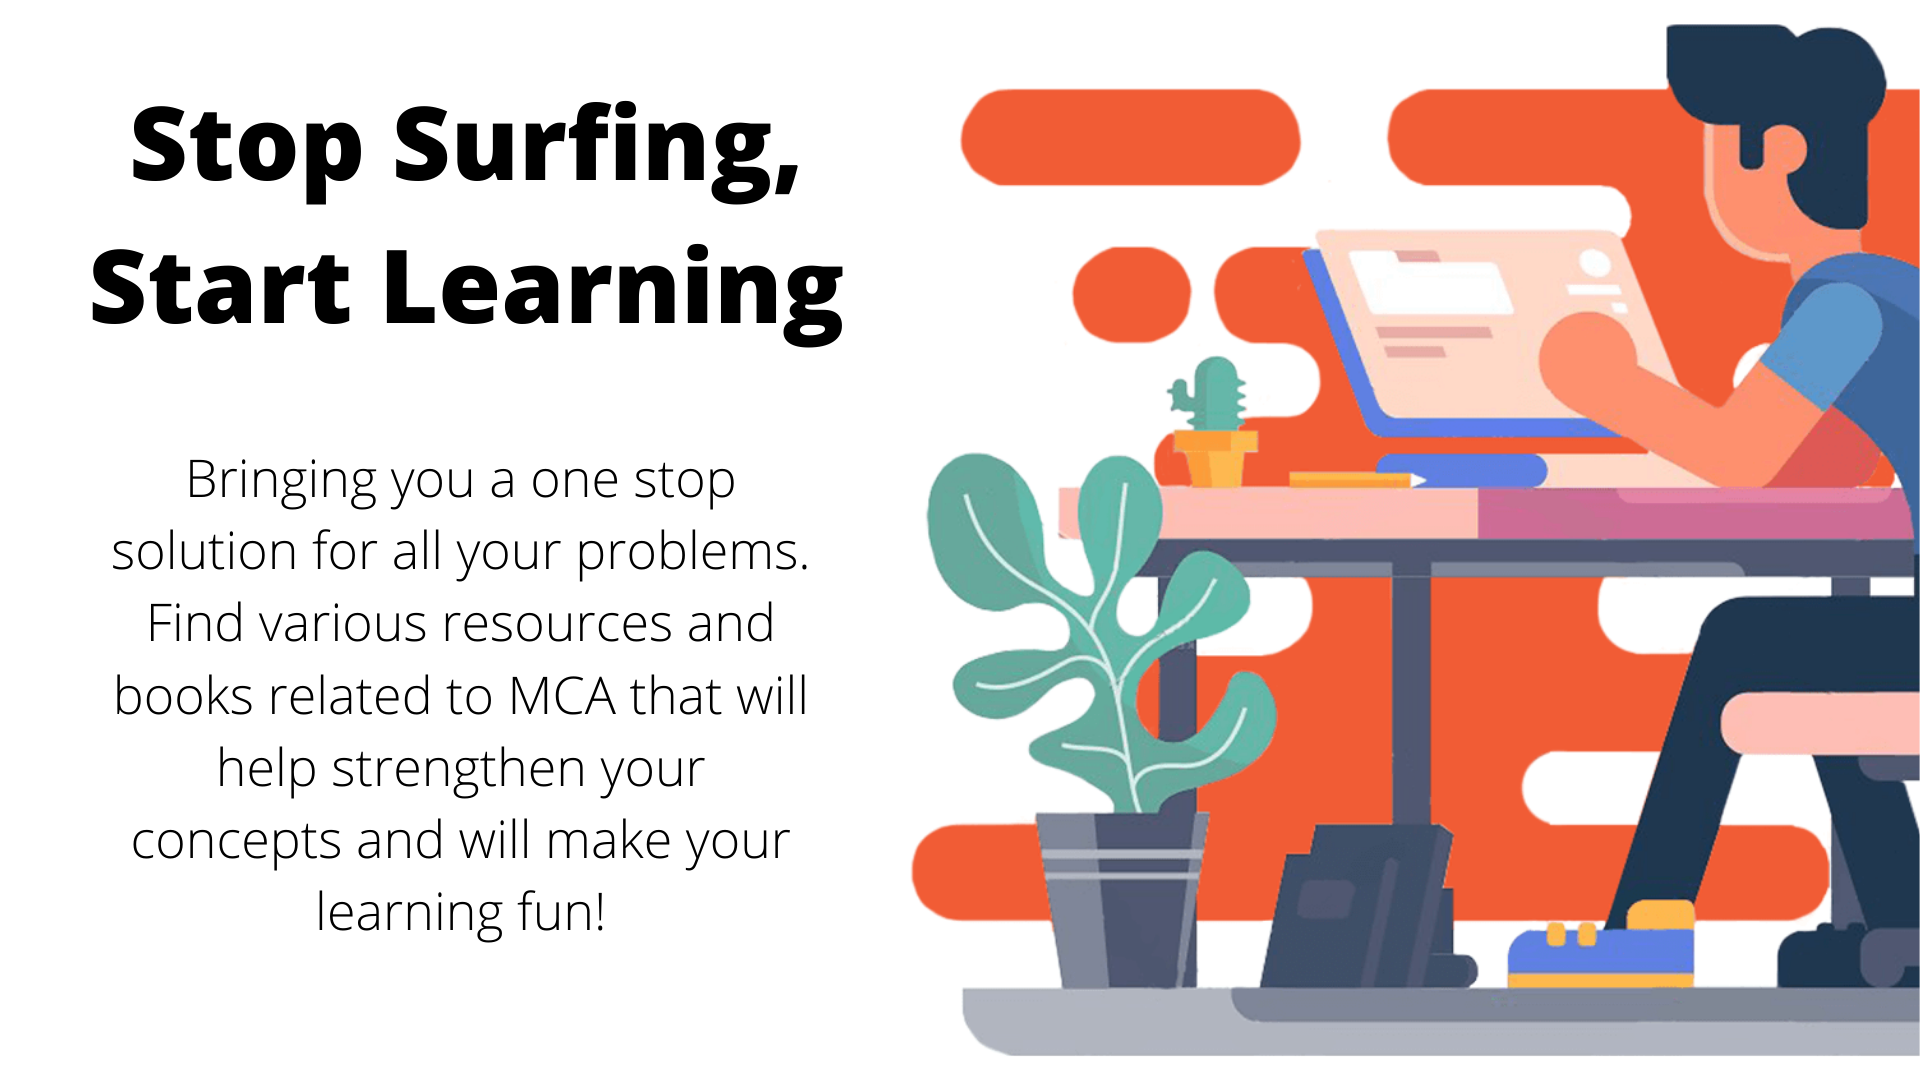 Stop Surfing,
Start Learning
Bringing you a one stop
solution for all your problems.
Find various resources and
books related to MCA that will
help strengthen your
concepts and will make your
learning fun!